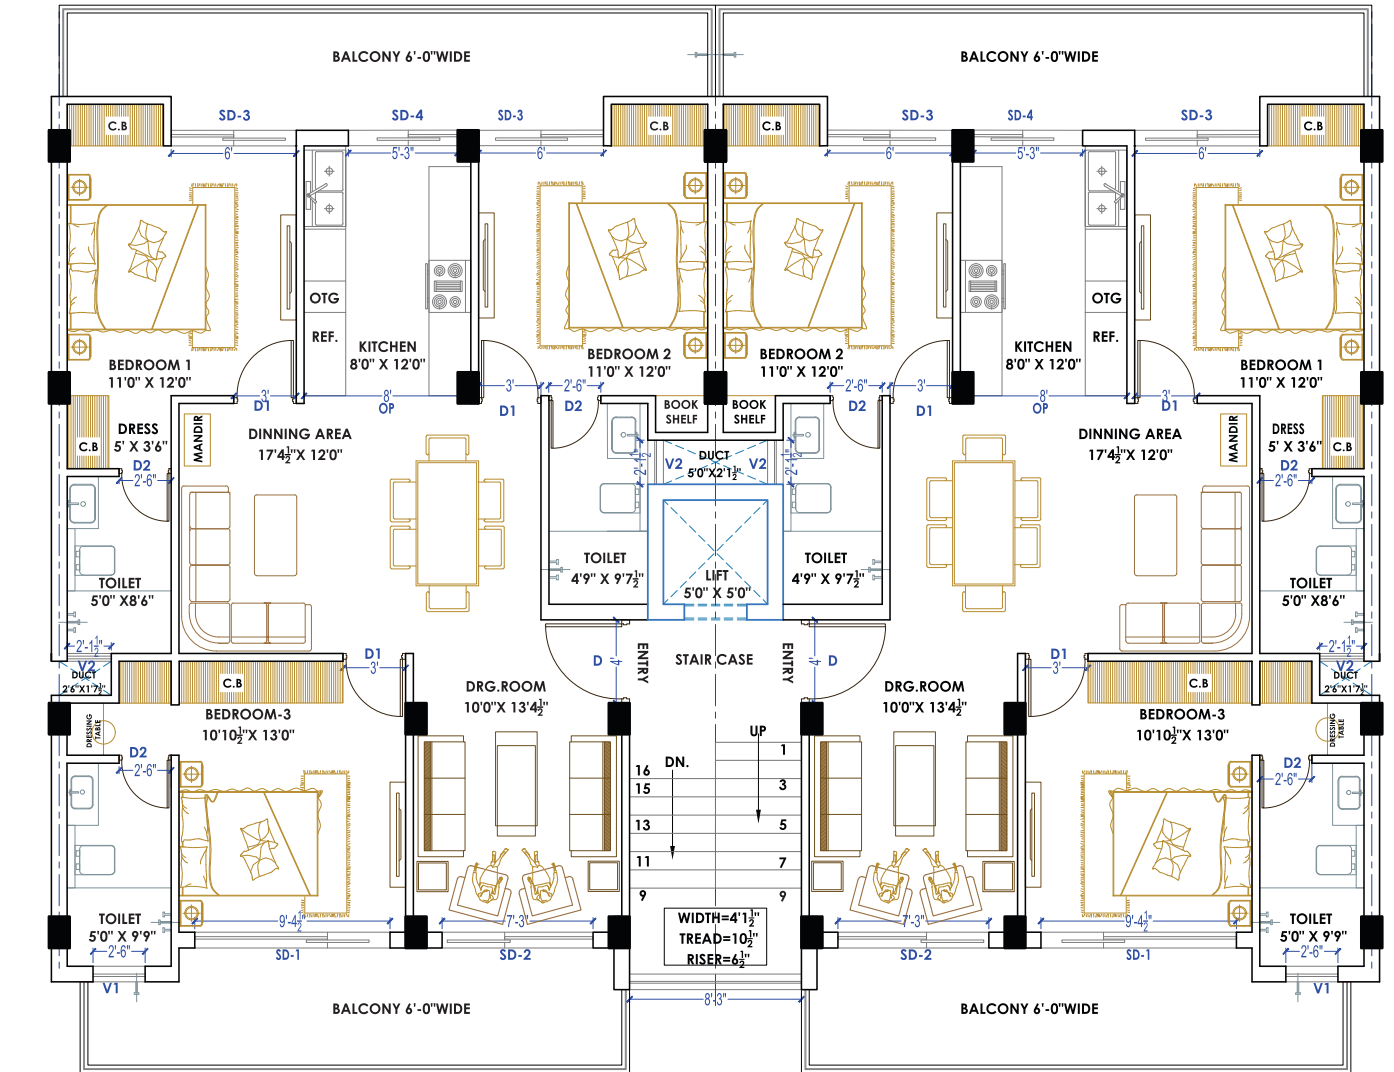 BALCONY 6'-0"WIDE
BALCONY 6'-0"WIDE
SD-3
SD-4
SD-3
SD-3
SD-4
SD-3
C.B
C.B
C.B
C.B
6'
5'-3"
6'
6'
5'-3"
6'
OTG
REF.
OTG
REF.
KITCHEN
8'0" X 12'0"
KITCHEN
8'0" X 12'0"
BEDROOM 1
11'0" X 12'0"
BEDROOM 2
11'0" X 12'0"
BEDROOM 2
11'0" X 12'0"
BEDROOM 1
11'0" X 12'0"
3'
D1
8'
OP
3'
D1
2'-6"
D2
2'-6"
D2
3'
D1
8'
OP
3'
D1
BOOK
SHELF
BOOK
SHELF
C.B
DRESS
5' X 3'6"
D2
2'-6"
MANDIR
DINNING AREA
17'4½"X 12'0"
DINNING AREA
17'4½"X 12'0"
MANDIR
DRESS
5' X 3'6"
C.B
D2
2'-6"
2'-1½"
V2
DUCT
5'0"X2'1½"
V2
2'-1½"
TOILET
4'9" X 9'7½"
LIFT
5'0" X 5'0"
TOILET
4'9" X 9'7½"
TOILET
5'0" X8'6"
TOILET
5'0" X8'6"
2'-1½"
V2
DUCT
2'6"X1'7½"
2'-1½"
V2
DUCT
2'6"X1'7½"
D1
3'
D
4'
ENTRY
STAIR CASE
ENTRY
4'
D
D1
3'
C.B
C.B
DRG.ROOM
10'0" X 13'4½"
DRG.ROOM
10'0" X 13'4½"
DRESSING
TABLE
BEDROOM-3
10'10½"X 13'0"
BEDROOM-3
10'10½"X 13'0"
DRESSING
TABLE
D2
2'-6"
D2
2'-6"
UP
DN.
1
16
15
3
13
5
11
7
9
9
WIDTH=4'1½"
TREAD=10½"
RISER=6½"
TOILET
5'0" X 9'9"
2'-6"
V1
9'-4½"
SD-1
7'-3"
SD-2
7'-3"
SD-2
9'-4½"
SD-1
TOILET
5'0" X 9'9"
2'-6"
V1
8'-3"
BALCONY 6'-0"WIDE
BALCONY 6'-0"WIDE